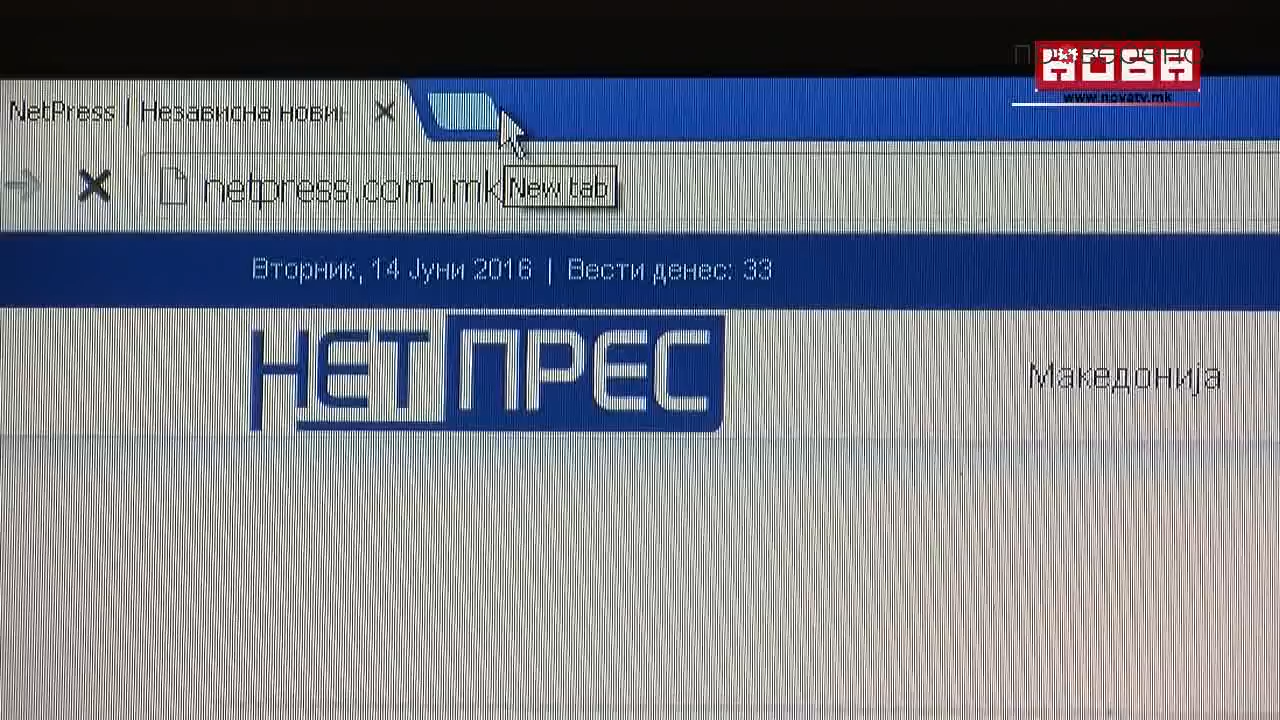 проверено
НОВА
www.novatv.mk
NetPress | Независна нови
netpress.com.mk
New tab
Вторник, 14 Јуни 2016 | Вести денес: 33
НЕТ ПРЕС
Македонија